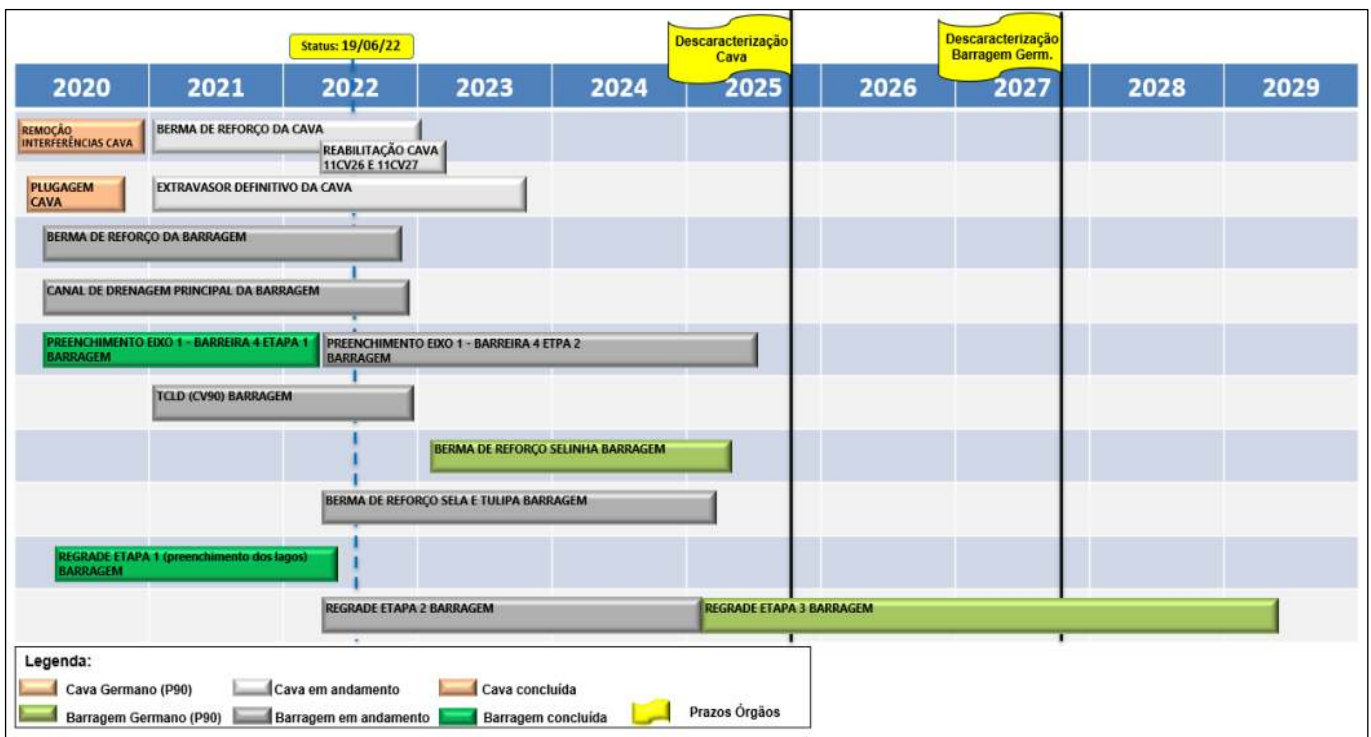 Status: 19/06/22
Descaracterização
Cava
Descaracterização
Barragem Germ.
2020 2021 2022 2023 2024 2025 2026 2027 2028 2029
REMOÇÃO
INTERFERÊNCIAS CAVA
BERMA DE REFORÇO DA CAVA
REABILITAÇÃO CAVA
11CV26 E 11CV27
PLUGAGEM
CAVA
EXTRAVASOR DEFINITIVO DA CAVA
BERMA DE REFORÇO DA BARRAGEM
CANAL DE DRENAGEM PRINCIPAL DA BARRAGEM
PREENCHIMENTO EIXO 1 - BARREIRA 4 ETAPA 1
BARRAGEM
PREENCHIMENTO EIXO 1 - BARREIRA 4 ETPA 2
BARRAGEM
TCLD (CV90) BARRAGEM
BERMA DE REFORÇO SELINHA BARRAGEM
BERMA DE REFORÇO SELA E TULIPA BARRAGEM
REGRADE ETAPA 1 (preenchimento dos lagos)
BARRAGEM
REGRADE ETAPA 2 BARRAGEM
REGRADE ETAPA 3 BARRAGEM
Legenda:
Cava Germano (P90) Cava em andamento Cava concluída
Barragem Germano (P90) Barragem em andamento Barragem concluída Prazos Órgãos